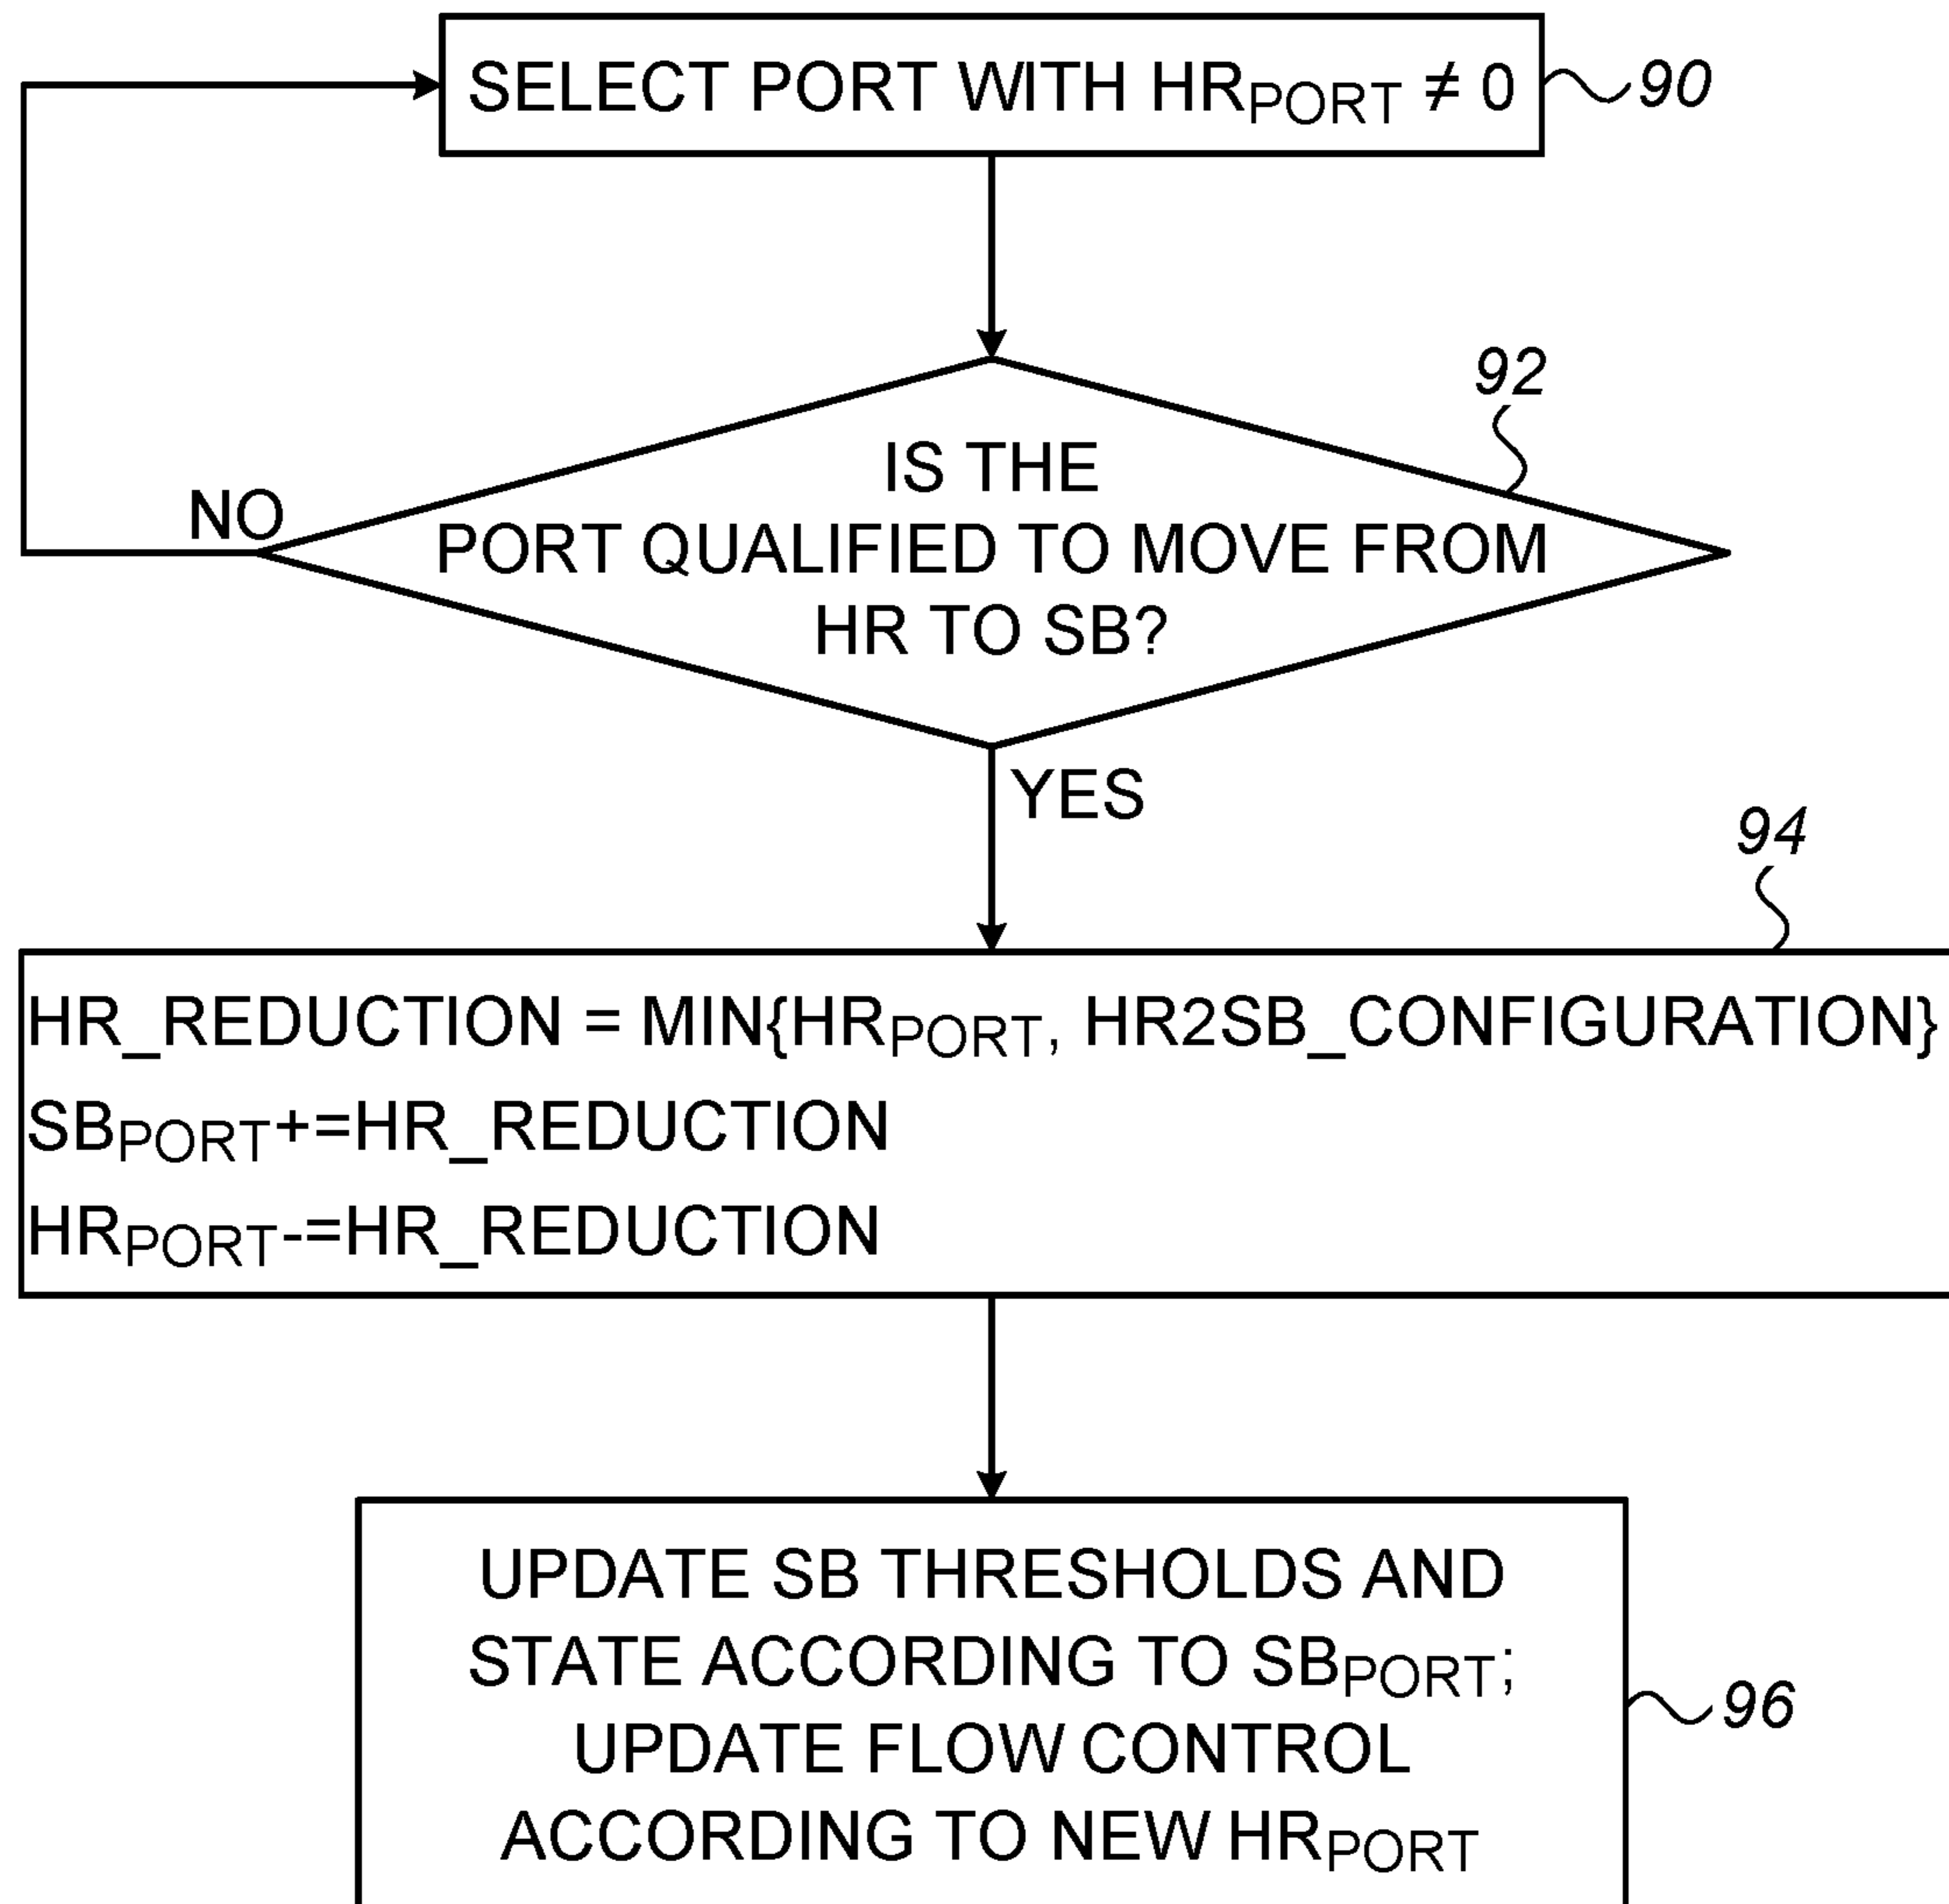 SELECT PORT WITH HRPORT ≠ 0
90
92
IS THE
PORT QUALIFIED TO MOVE FROM
HR TO SB?
NO
YES
94
HR_REDUCTION = MIN{HRPORT, HR2SB_CONFIGURATION}
SBPORT+=HR_REDUCTION
HRPORT-=HR_REDUCTION
UPDATE SB THRESHOLDS AND
STATE ACCORDING TO SBPORT;
UPDATE FLOW CONTROL
ACCORDING TO NEW HRPORT
96